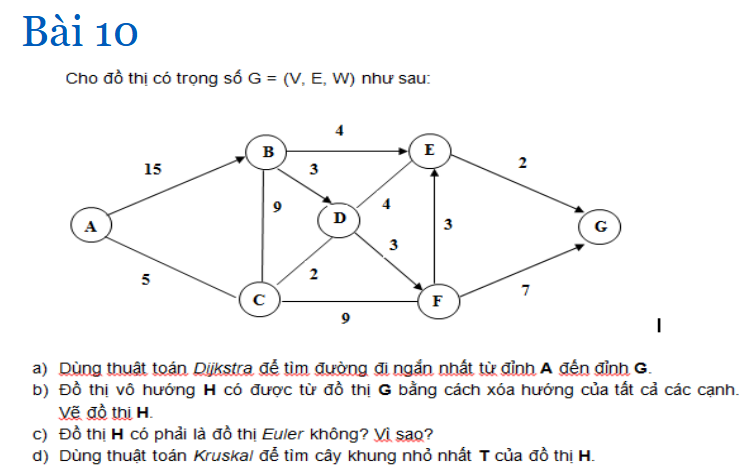 Bài 10
Cho đồ thị có trọng số G = (V, E, W) như sau:
4
B
E
15
3
2
9
D
4
A
G
3
3
5
2
C
F
7
9
a) Dùng thuật toán Dijkstra để tìm đường đi ngắn nhất từ đỉnh A đến đỉnh G.
b) Đồ thị vô hướng H có được từ đồ thị G bằng cách xóa hướng của tất cả các cạnh.
Vẽ đồ thị H.
c) Đồ thị H có phải là đồ thị Euler không? Vì sao?
d) Dùng thuật toán Kruskal để tìm cây khung nhỏ nhất T của đồ thị H.